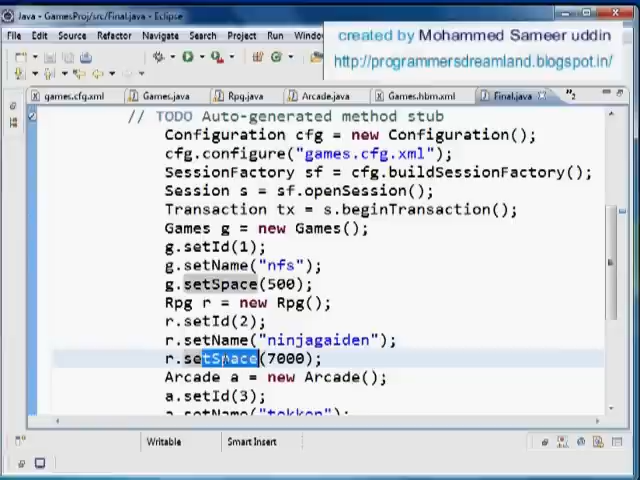 Java - GamesProj/src/Final.java - Eclipse
File Edit Source Refactor Navigate Search Project Run Window
created by Mohammed Sameer uddin
http://programmersdreamland.blogspot.in/
games.cfg.xml Games.java Rpg.java Arcade.java Games.hbm.xml Final.java »2
// TODO Auto-generated method stub
Configuration cfg = new Configuration();
cfg.configure("games.cfg.xml");
SessionFactory sf = cfg.buildSessionFactory();
Session s = sf.openSession();
Transaction tx = s.beginTransaction();
Games g = new Games();
g.setId(1);
g.setName("nfs");
g.setSpace(500);
Rpg r = new Rpg();
r.setId(2);
r.setName("ninjagaiden");
r.setSpace(7000);
Arcade a = new Arcade();
a.setId(3);
a.setName("tekken")
Writable Smart Insert